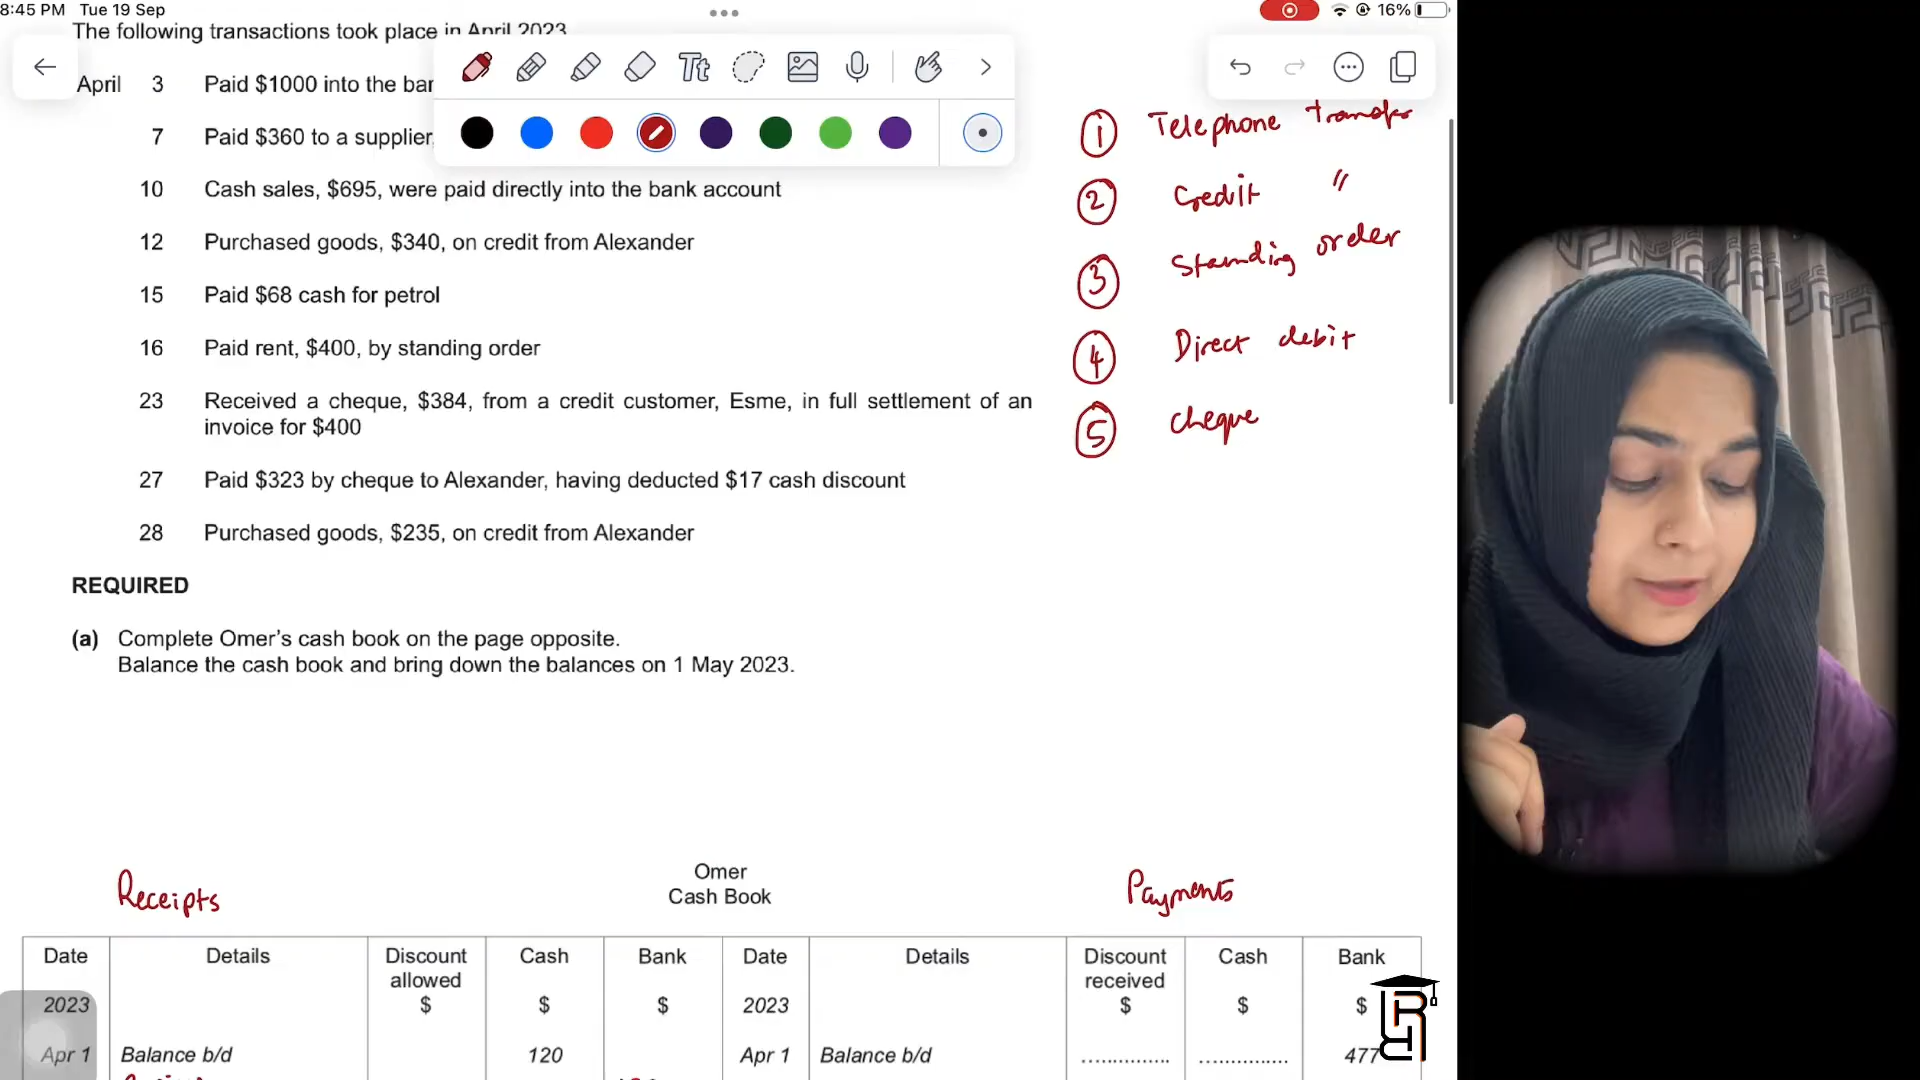 8:45 PM Tue 19 Sep
16%
The following transactions took place in April 2023
April 3 Paid $1000 into the
7 Paid $360 to a supplier,
10 Cash sales, $695, were paid directly into the bank account
12 Purchased goods, $340, on credit from Alexander
15 Paid $68 cash for petrol
16 Paid rent, $400, by standing order
23 Received a cheque, $384, from a credit customer, Esme, in full settlement of an
invoice for $400
27 Paid $323 by cheque to Alexander, having deducted $17 cash discount
28 Purchased goods, $235, on credit from Alexander
Tt
1 Telephone transfer
2 Credit "
3 Standing order
4 Direct debit
5 cheque
REQUIRED
(a) Complete Omer's cash book on the page opposite.
Balance the cash book and bring down the balances on 1 May 2023.
Receipts
Omer
Cash Book
Payments
Date Details Discount allowed Cash Bank Date Details Discount received Cash Bank
2023 $ $ $ 2023 $ $ $
Apr 1 Balance b/d 120 Apr 1 Balance b/d .............. .............. 477